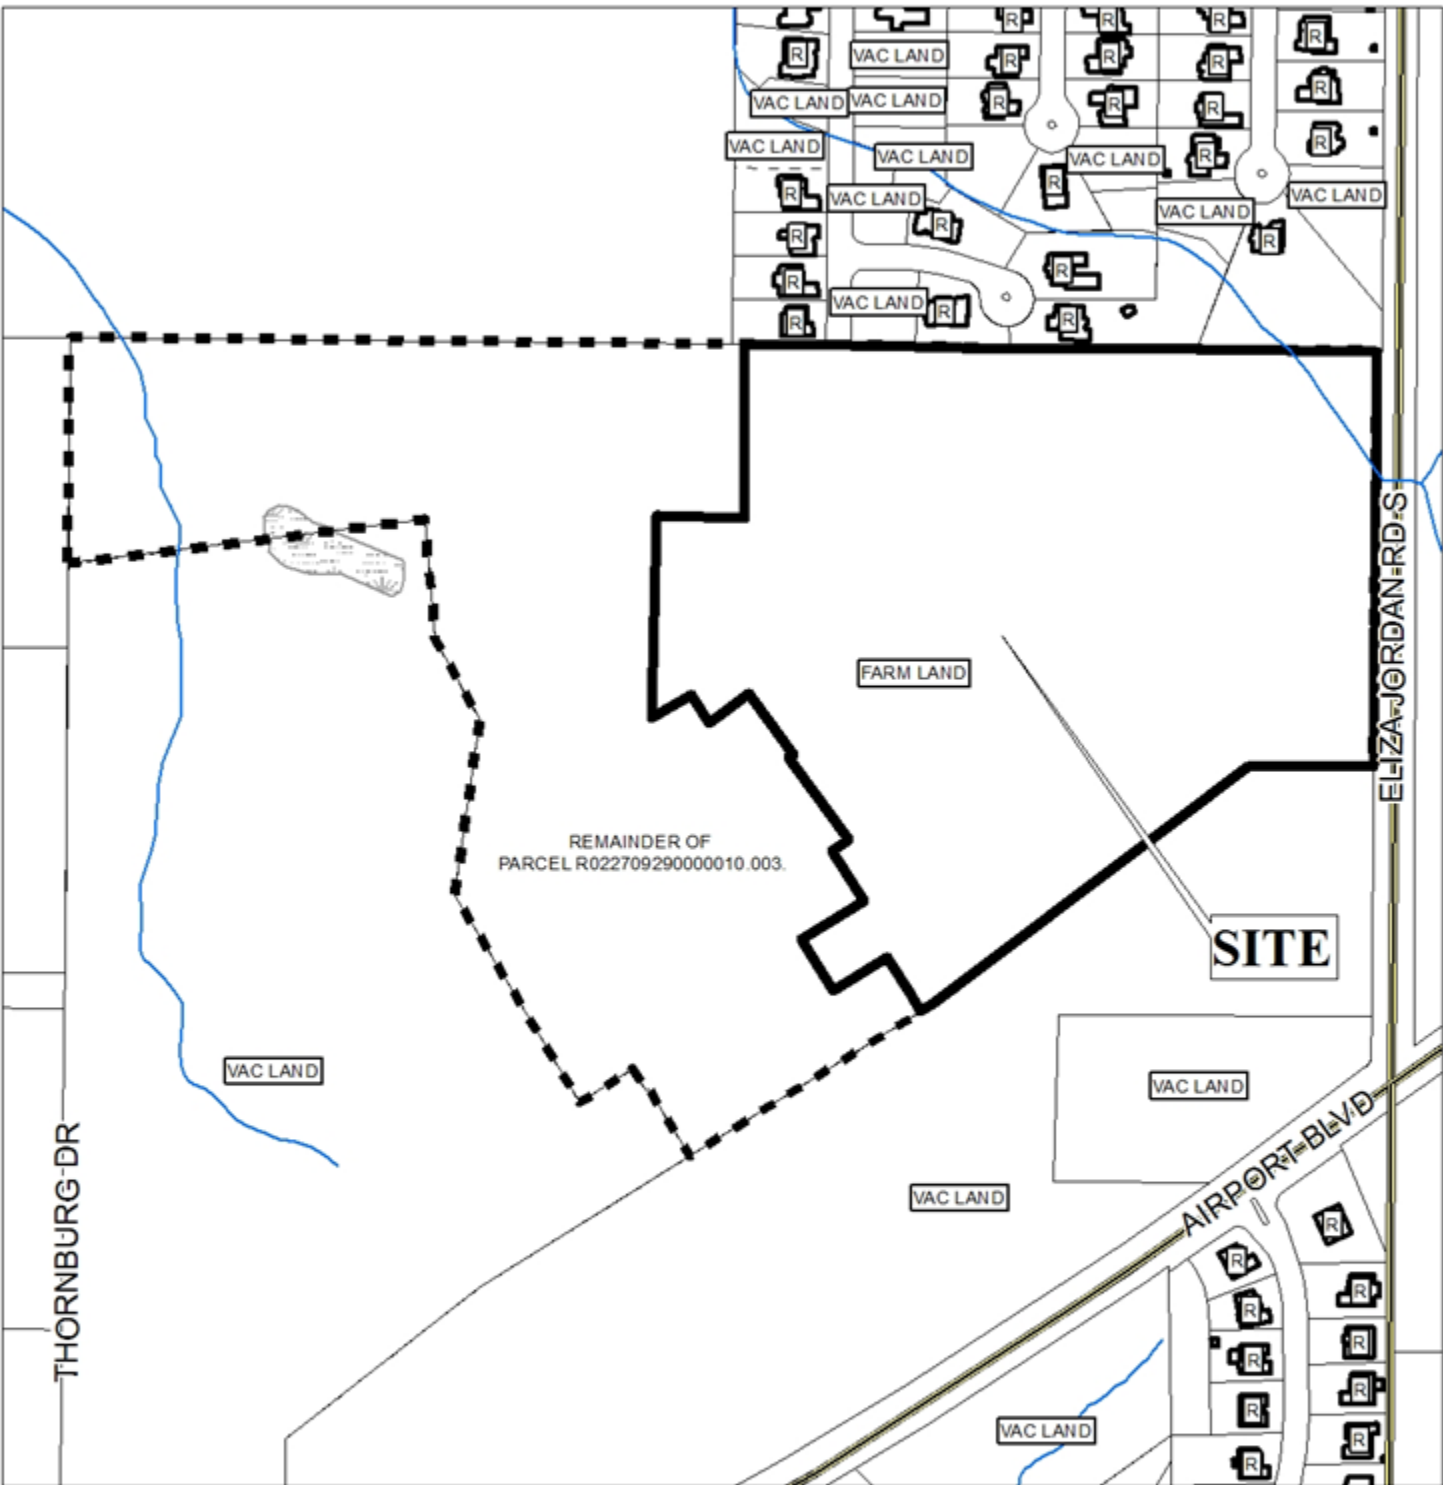 R
R
R
R
R
VAC LAND
R
R
R
R
VAC LAND
VAC LAND
R
R
R
R
VAC LAND
R
VAC LAND
VAC LAND
R
R
R
VAC LAND
VAC LAND
VAC LAND
R
R
R
R
R
VAC LAND
R
R
R
ELIZA JORDAN RD S
FARM LAND
REMAINDER OF
PARCEL R022709290000010.003.
SITE
VAC LAND
VAC LAND
AIRPORT BLVD
THORNBURG DR
VAC LAND
R
R
R
R
R
R
R
R
VAC LAND
R
R